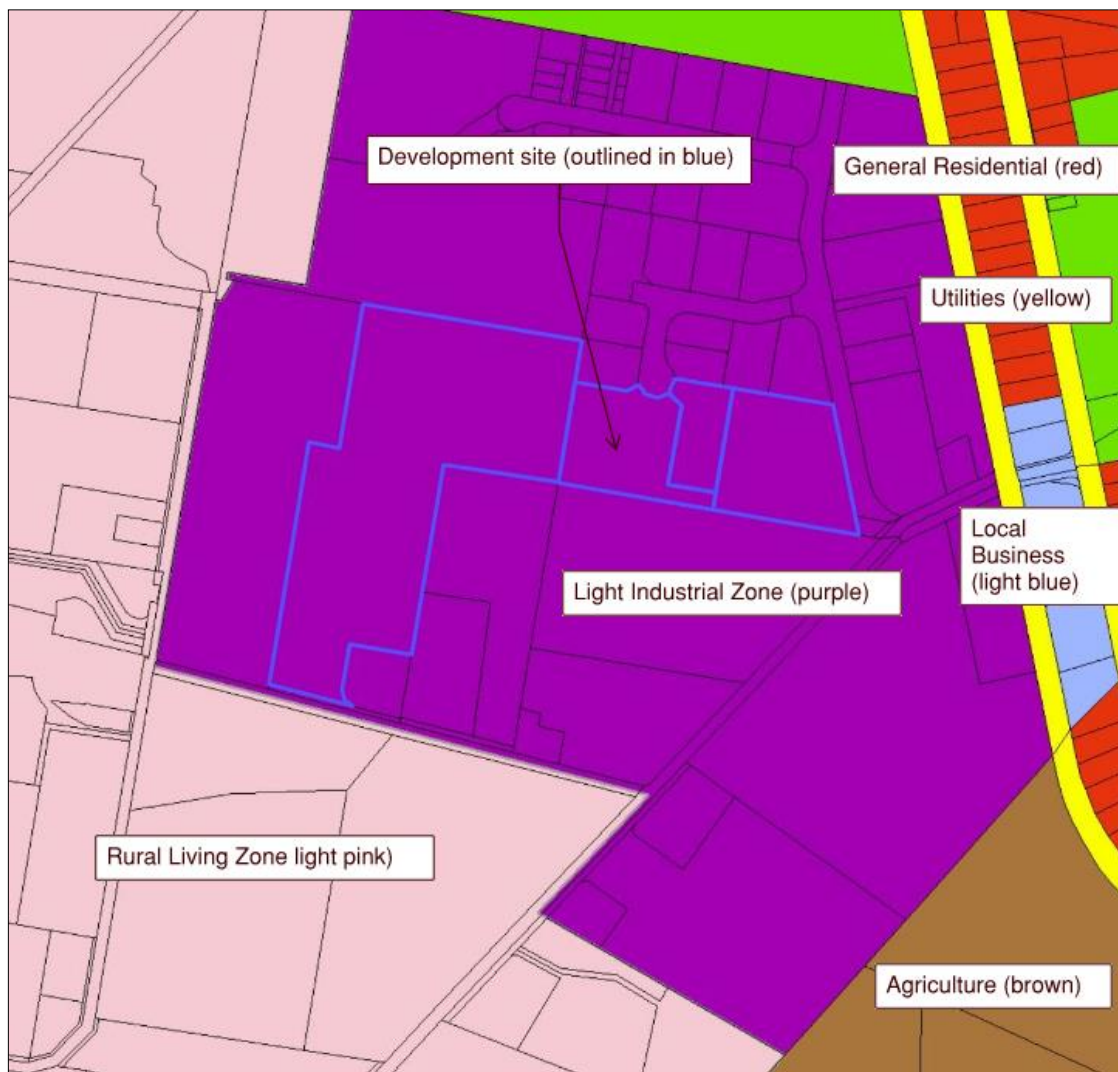 Development site (outlined in blue)
General Residential (red)
Utilities (yellow)
Local
Business
(light blue)
Light Industrial Zone (purple)
Rural Living Zone light pink)
Agriculture (brown)